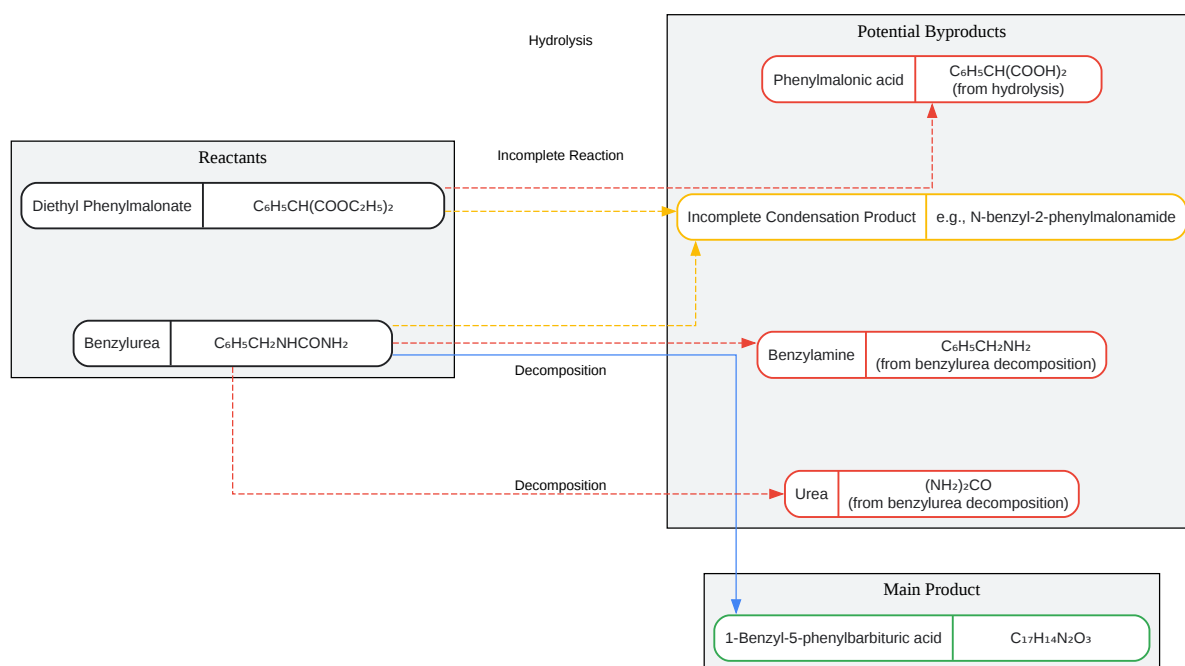 Hydrolysis
Potential Byproducts
Phenylmalonic acid
C₆H₅CH(COOH)₂
(from hydrolysis)
Reactants
Incomplete Reaction
Diethyl Phenylmalonate
C₆H₅CH(COOC₂H₅)₂
Incomplete Condensation Product
e.g., N-benzyl-2-phenylmalonamide
Benzylurea
C₆H₅CH₂NHCONH₂
Decomposition
Benzylamine
C₆H₅CH₂NH₂
(from benzylurea decomposition)
Decomposition
Urea
(NH₂)₂CO
(from benzylurea decomposition)
Main Product
1-Benzyl-5-phenylbarbituric acid
C₁₇H₁₄N₂O₃